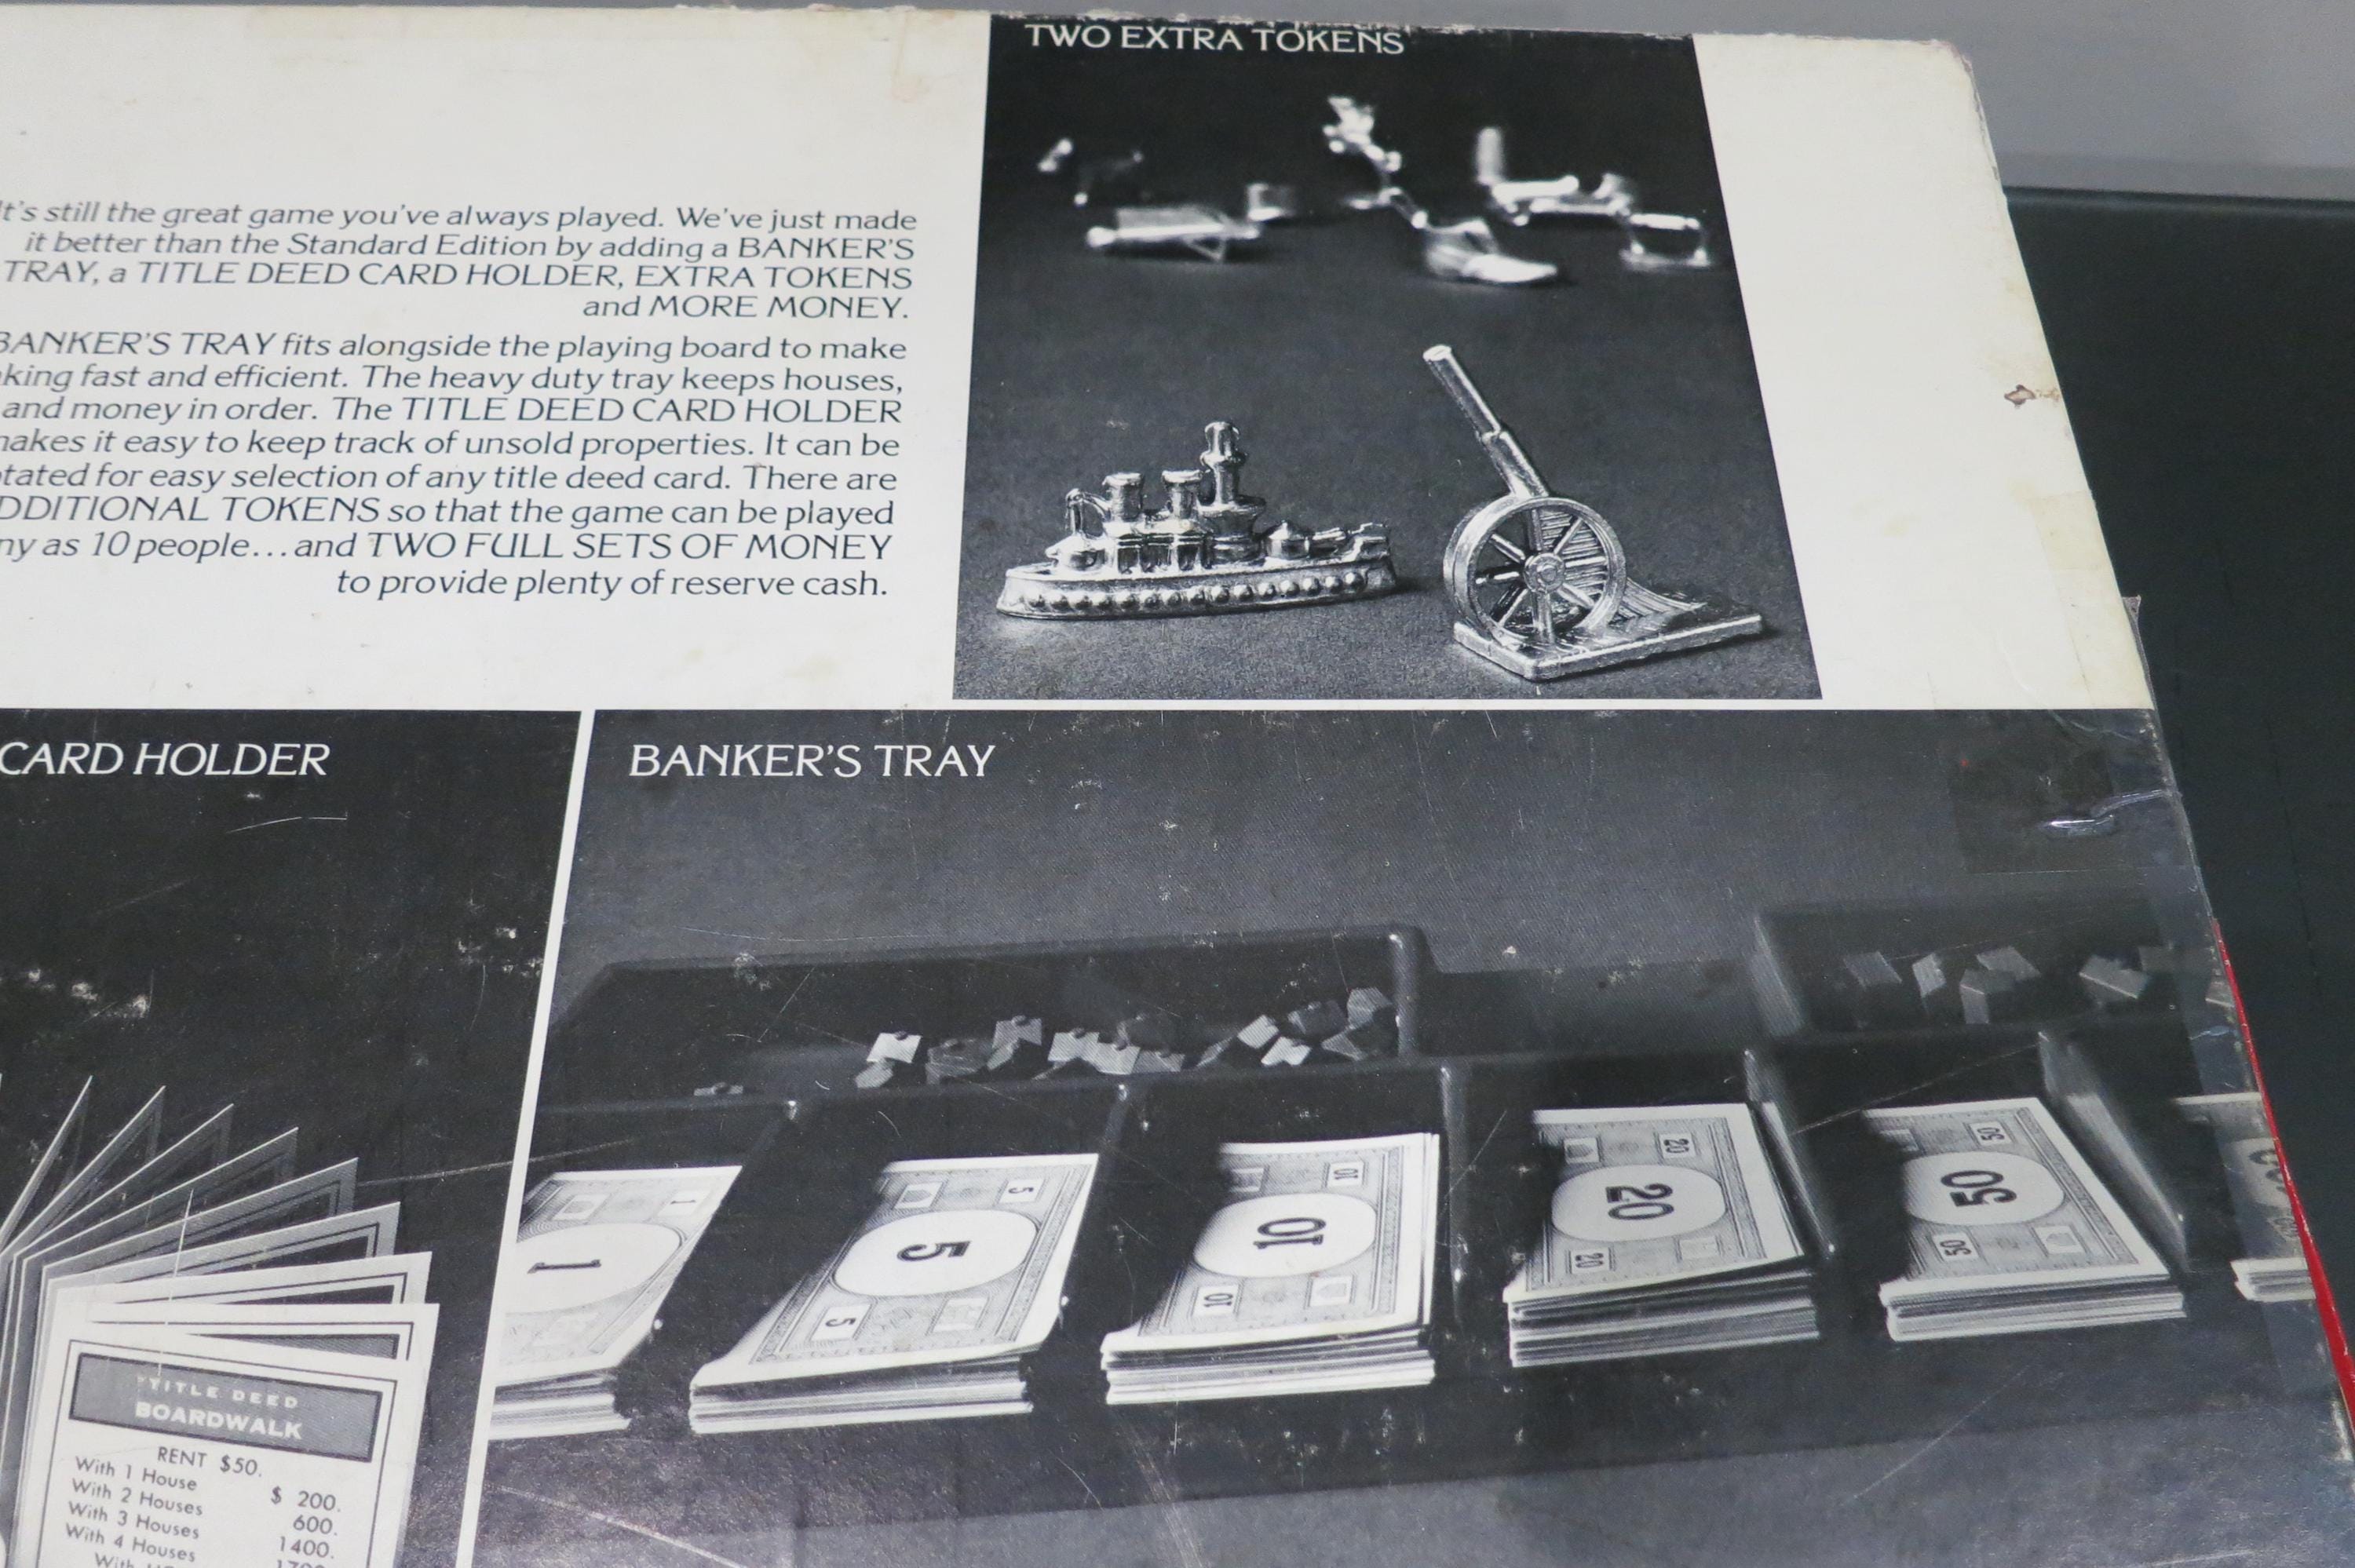 TWO EXTRA TOKENS
It's still the great game you've always played. We've just made
it better than the Standard Edition by adding a BANKER'S
TRAY, a TITLE DEED CARD HOLDER, EXTRA TOKENS
and MORE MONEY.
BANKER'S TRAY fits alongside the playing board to make
king fast and efficient. The heavy duty tray keeps houses,
and money in order. The TITLE DEED CARD HOLDER
makes it easy to keep track of unsold properties. It can be
tated for easy selection of any title deed card. There are
DDITIONAL TOKENS so that the game can be played
ny as 10 people...and TWO FULL SETS OF MONEY
to provide plenty of reserve cash.
CARD HOLDER
BANKER'S TRAY
1 1
5 5 5
10 10 10
20 20 20
50 50 50
TITLE DEED
BOARDWALK
RENT $50.
With 1 House $ 200.
With 2 Houses 600.
With 3 Houses 1400.
With 4 Houses